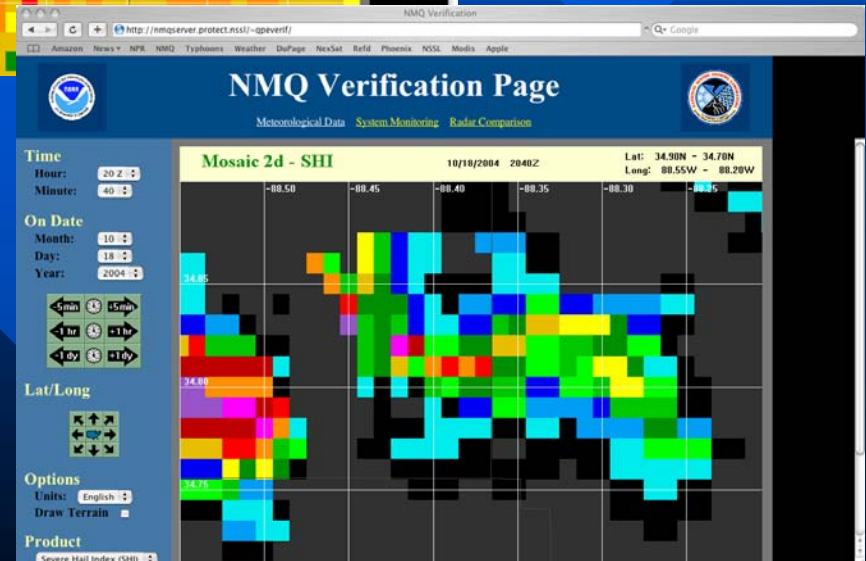 NMQ Verification
http://nmqserver.protect.nssl/~qpeverif/
Google
Amazon News NPR NMQ Typhoons Weather DuPage NexSat Refd Phoenix NSSL Modis Apple
NMQ Verification Page
Meteorological Data System Monitoring Radar Comparison
Time
Hour: 20 Z
Minute: 40
On Date
Month: 10
Day: 18
Year: 2004
-5min +5min
-1 hr +1 hr
-1 dy +1 dy
Lat/Long
Options
Units: English
Draw Terrain
Product
Severe Hail Index (SHI)
Mosaic 2d - SHI
10/18/2004 2040Z
Lat: 34.90N - 34.70N
Long: 88.55W - 88.20W
-88.50 -88.45 -88.40 -88.35 -88.30 -88.25
34.85
34.80
34.75